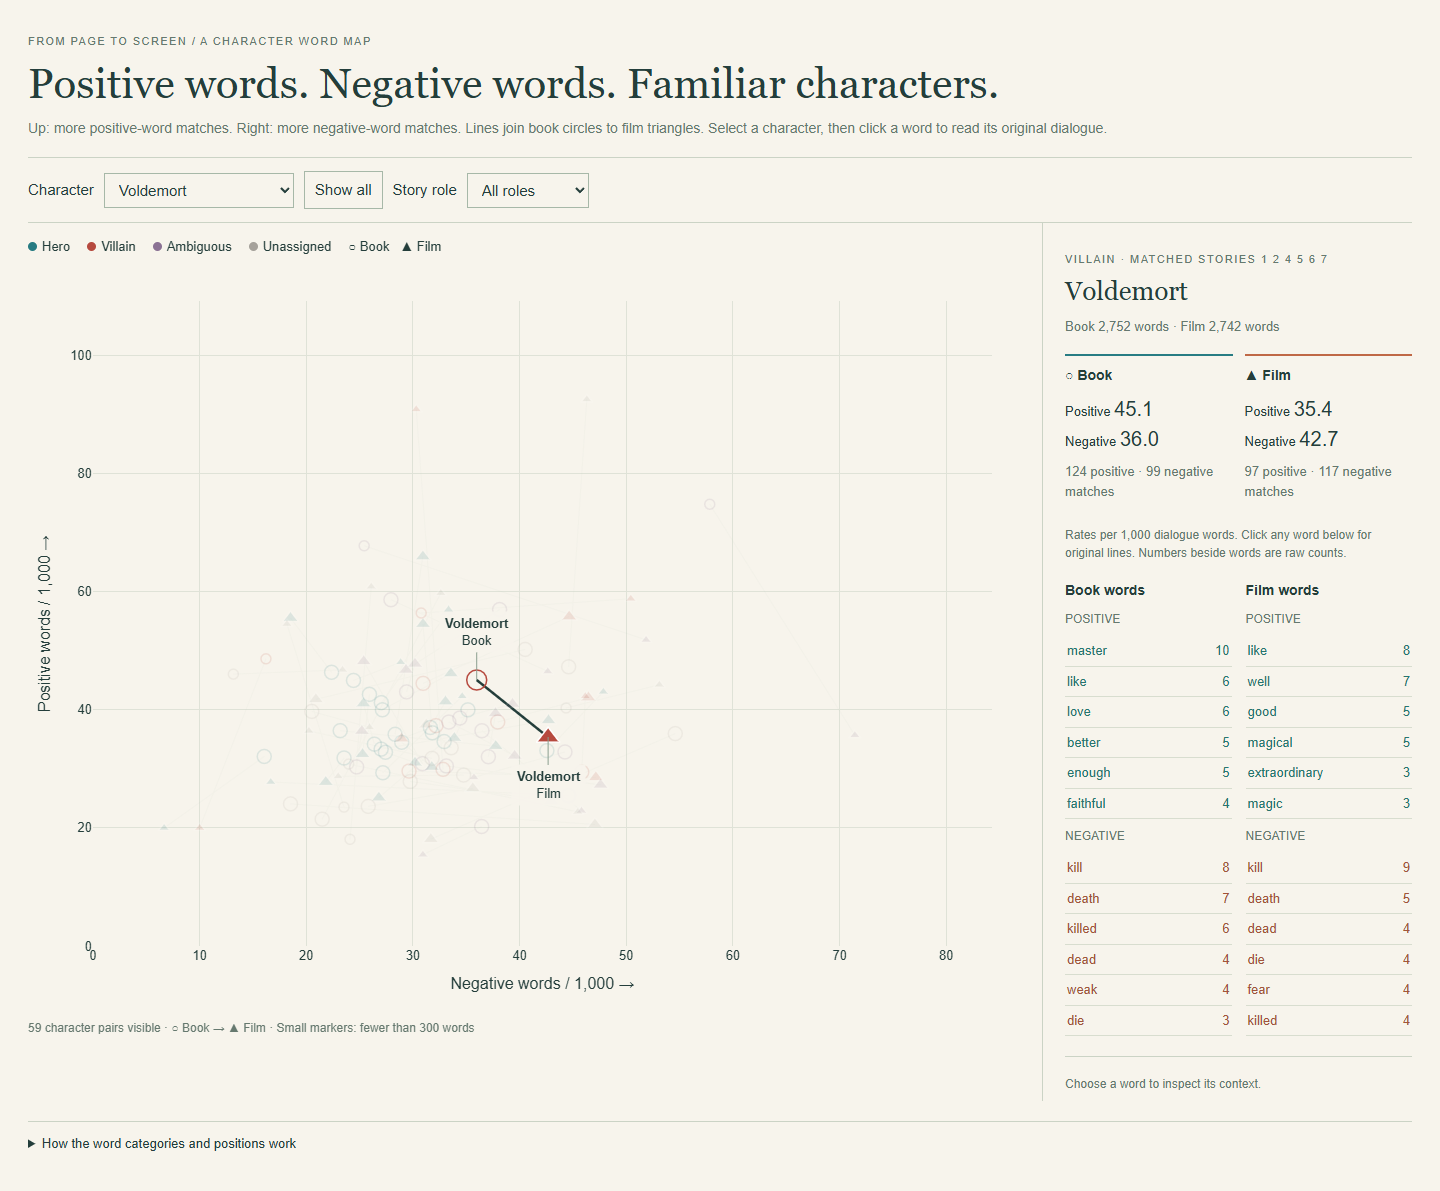 FROM PAGE TO SCREEN / A CHARACTER WORD MAP
Positive words. Negative words. Familiar characters.
Up: more positive-word matches. Right: more negative-word matches. Lines join book circles to film triangles. Select a character, then click a word to read its original dialogue.
Character Voldemort Show all Story role All roles
Hero Villain Ambiguous Unassigned ○ Book ▲ Film
100
80
60
40
20
0
Positive words / 1,000 →
Voldemort
Book
Voldemort
Film
0 10 20 30 40 50 60 70 80
Negative words / 1,000 →
59 character pairs visible · ○ Book → ▲ Film · Small markers: fewer than 300 words
VILLAIN · MATCHED STORIES 1 2 4 5 6 7
Voldemort
Book 2,752 words · Film 2,742 words
○ Book
Positive 45.1
Negative 36.0
124 positive · 99 negative
matches
▲ Film
Positive 35.4
Negative 42.7
97 positive · 117 negative
matches
Rates per 1,000 dialogue words. Click any word below for
original lines. Numbers beside words are raw counts.
Book words
POSITIVE
master 10
like 6
love 6
better 5
enough 5
faithful 4
NEGATIVE
kill 8
death 7
killed 6
dead 4
weak 4
die 3
Film words
POSITIVE
like 8
well 7
good 5
magical 5
extraordinary 3
magic 3
NEGATIVE
kill 9
death 5
dead 4
die 4
fear 4
killed 4
Choose a word to inspect its context.
▶ How the word categories and positions work